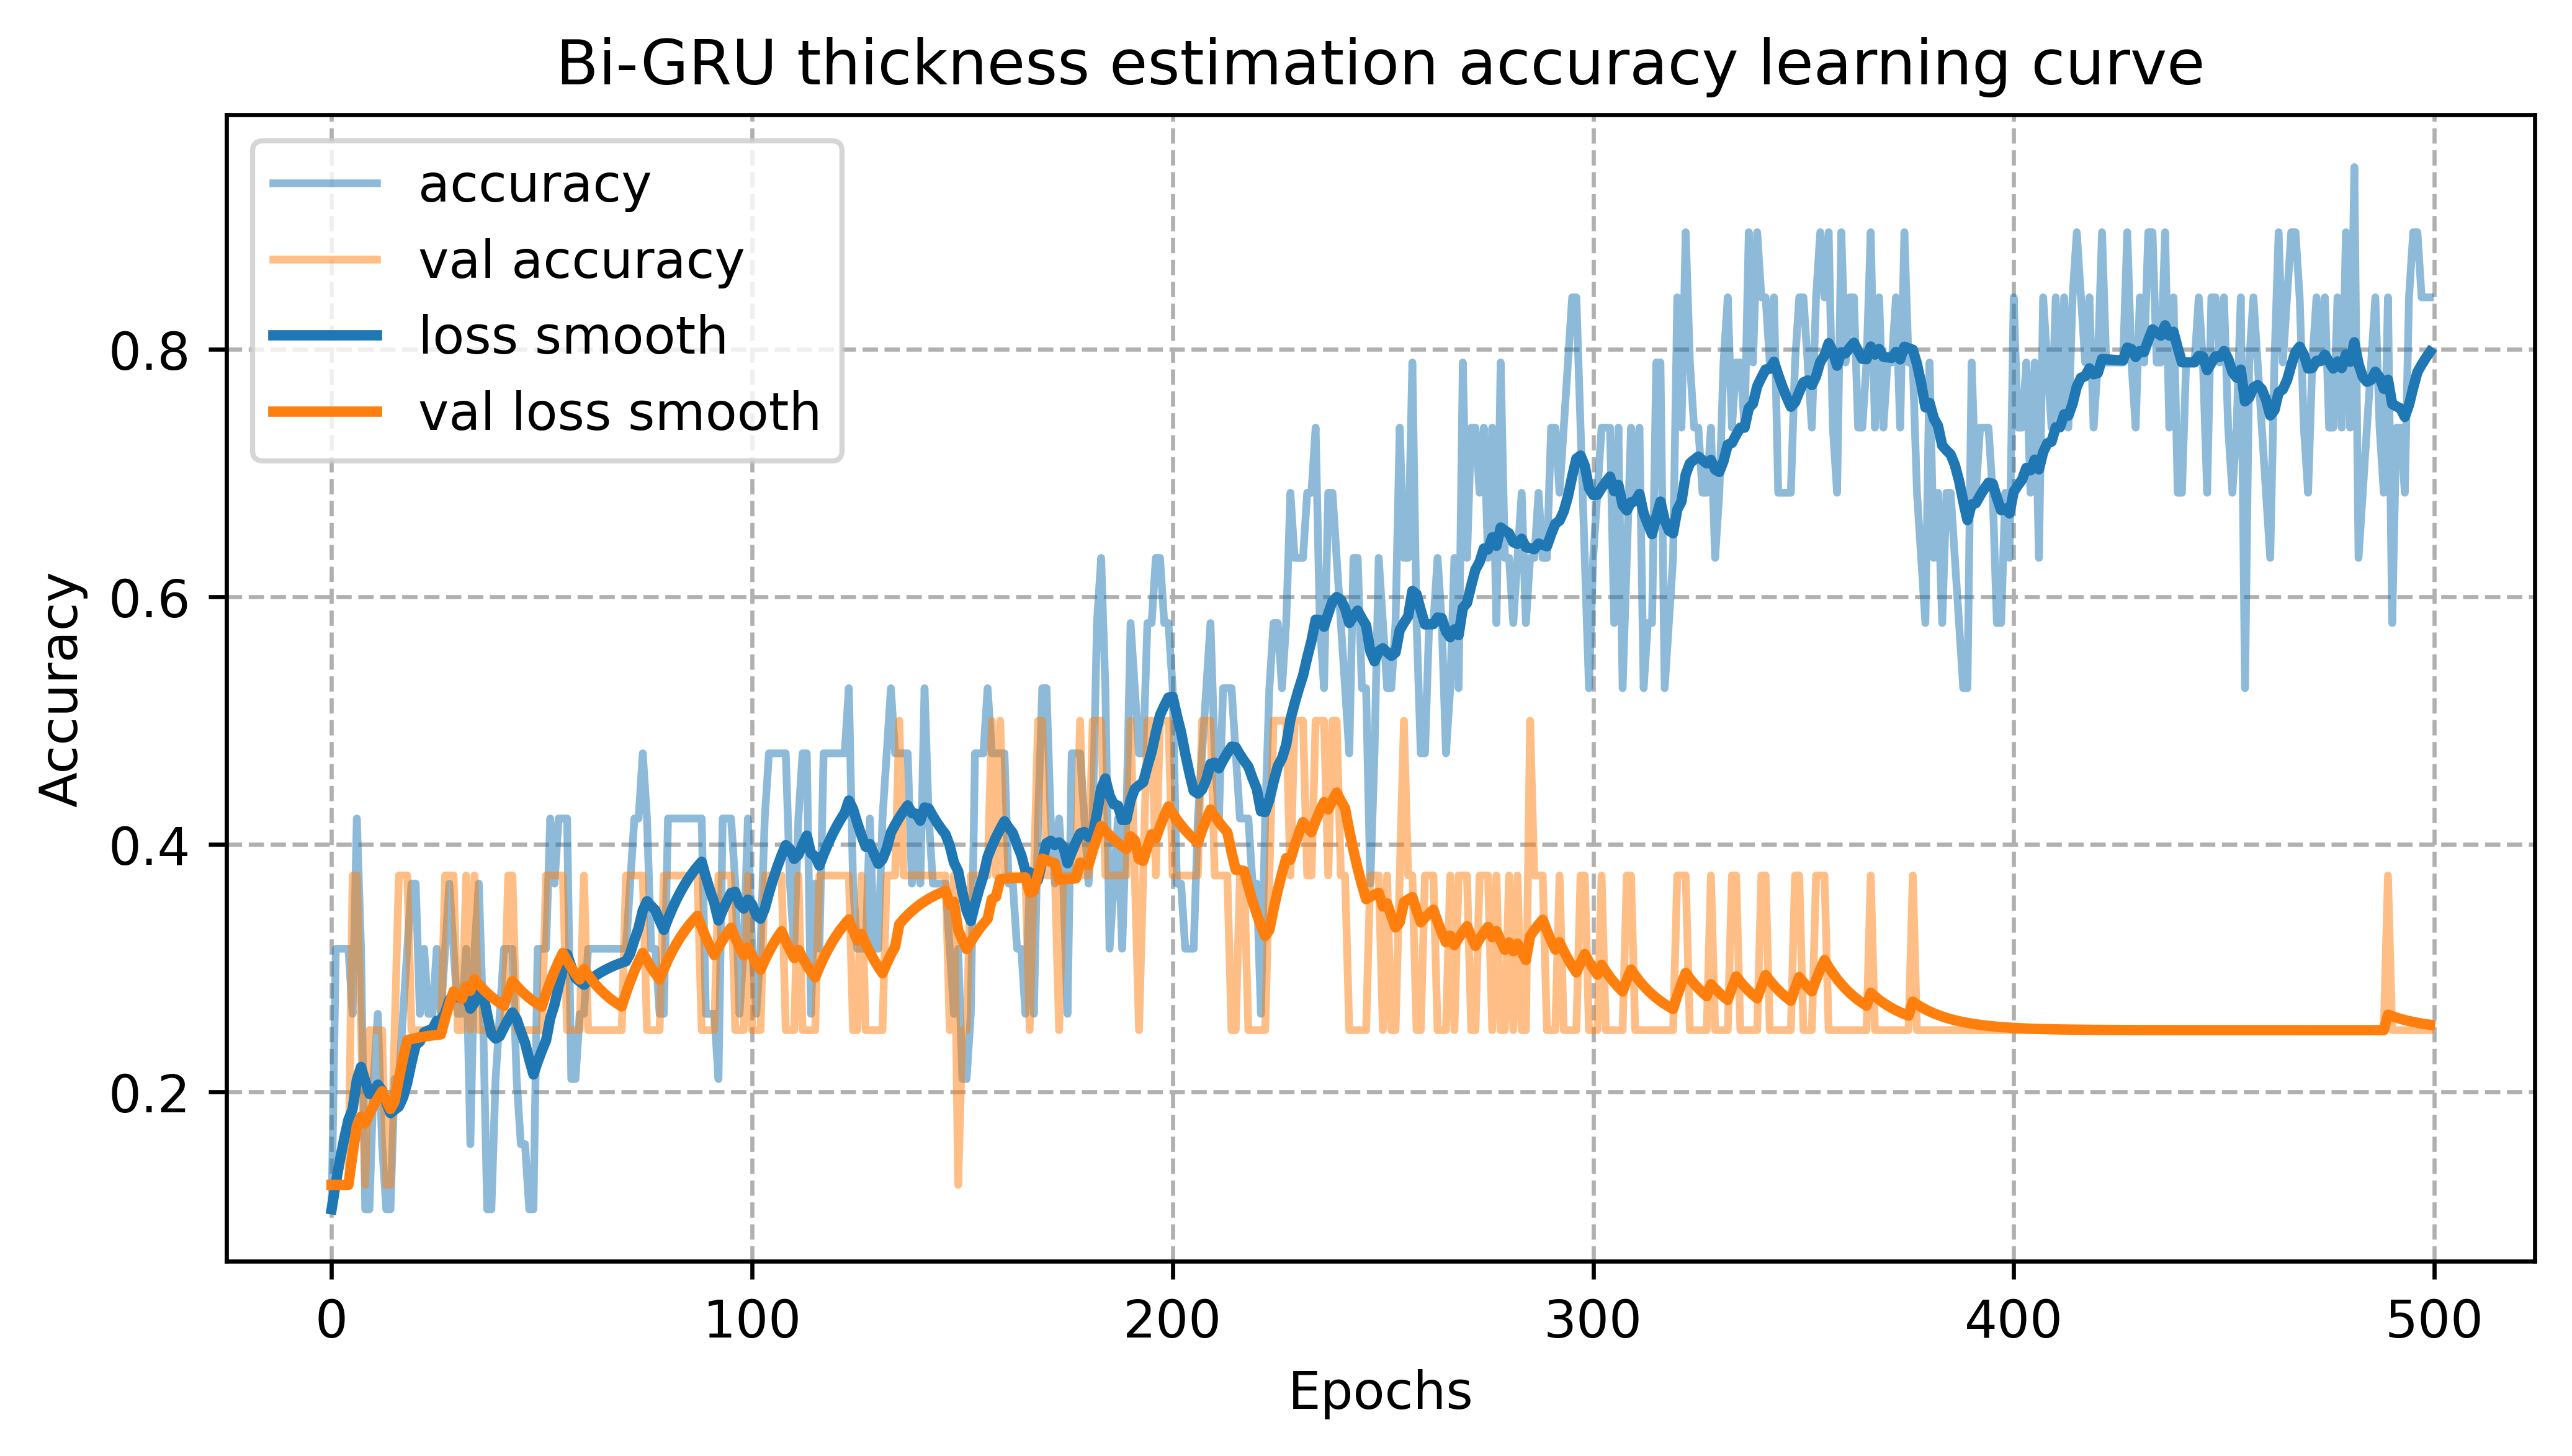 Bi-GRU thickness estimation accuracy learning curve
accuracy
val accuracy
loss smooth
val loss smooth
Accuracy
0.8
0.6
0.4
0.2
0 100 200 300 400 500
Epochs